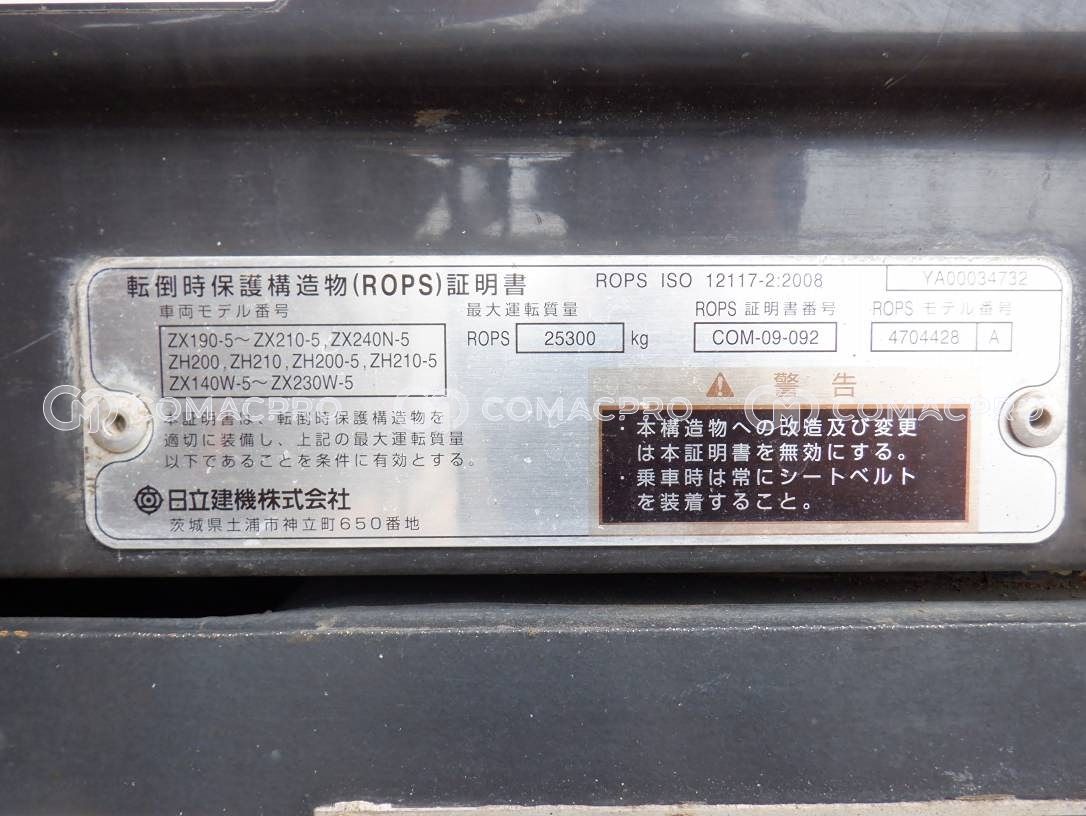 転倒時保護構造物(ROPS)証明書
ROPS ISO 12117-2:2008
YA00034732
車両モデル番号
ZX190-5～ZX210-5, ZX240N-5
ZH200, ZH210, ZH200-5, ZH210-5
ZX140W-5～ZX230W-5
最大運転質量
ROPS 25300 kg
ROPS 証明書番号
COM-09-092
ROPS モデル番号
4704428 A
本証明書は、転倒時保護構造物を
適切に装備し、上記の最大運転質量
以下であることを条件に有効とする。
日立建機株式会社
茨城県土浦市神立町650番地
警告
・本構造物への改造及び変更
は本証明書を無効にする。
・乗車時は常にシートベルト
を装着すること。
COMACPRO COMACPRO COMACPRO